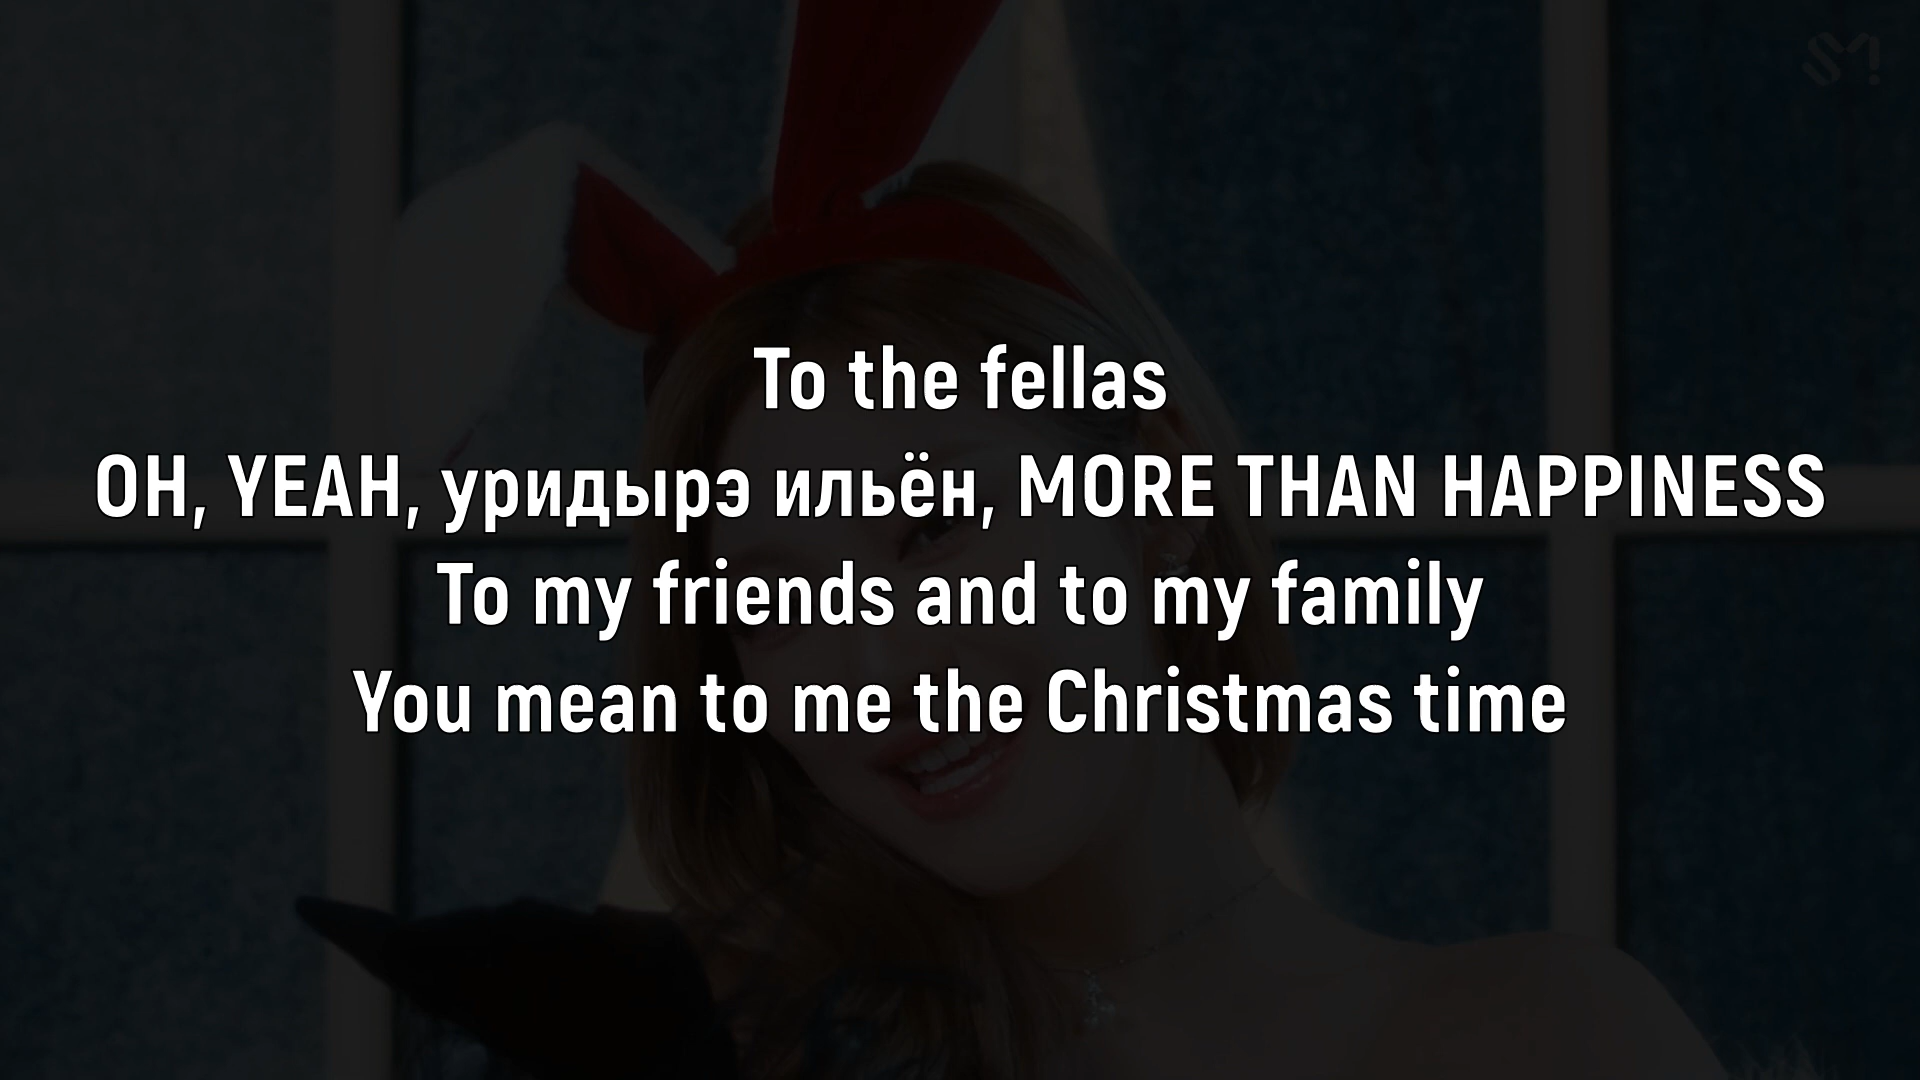 SM!
To the fellas
OH, YEAH, уридырэ ильён, MORE THAN HAPPINESS
To my friends and to my family
You mean to me the Christmas time